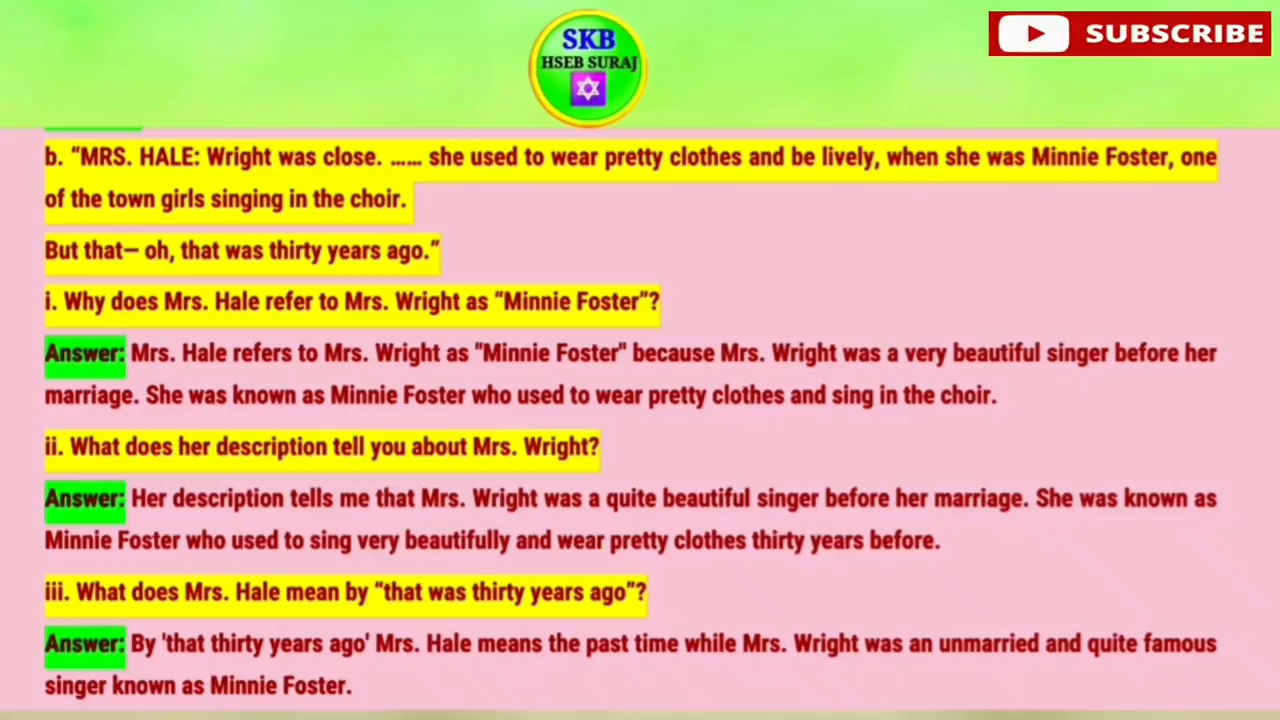 SKB
HSEB SURAJ
SUBSCRIBE
b. “MRS. HALE: Wright was close. …… she used to wear pretty clothes and be lively, when she was Minnie Foster, one
of the town girls singing in the choir.
But that— oh, that was thirty years ago.”
i. Why does Mrs. Hale refer to Mrs. Wright as “Minnie Foster”?
Answer: Mrs. Hale refers to Mrs. Wright as "Minnie Foster" because Mrs. Wright was a very beautiful singer before her
marriage. She was known as Minnie Foster who used to wear pretty clothes and sing in the choir.
ii. What does her description tell you about Mrs. Wright?
Answer: Her description tells me that Mrs. Wright was a quite beautiful singer before her marriage. She was known as
Minnie Foster who used to sing very beautifully and wear pretty clothes thirty years before.
iii. What does Mrs. Hale mean by “that was thirty years ago”?
Answer: By 'that thirty years ago' Mrs. Hale means the past time while Mrs. Wright was an unmarried and quite famous
singer known as Minnie Foster.